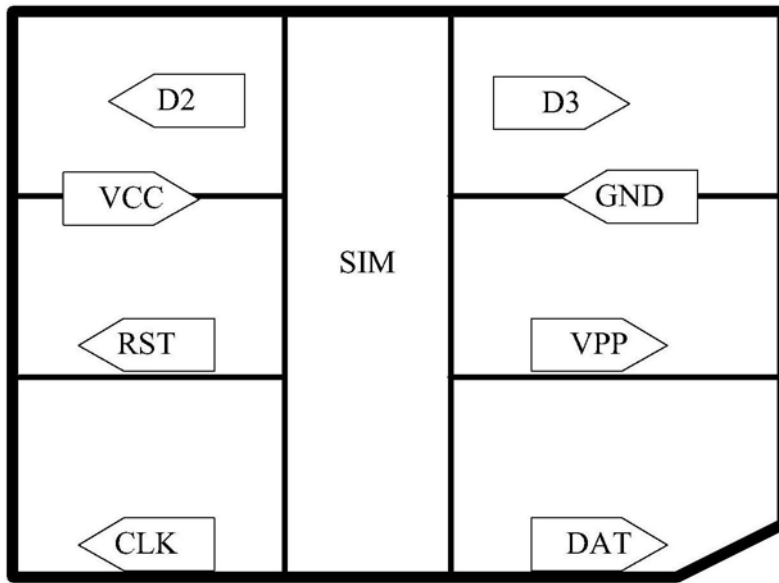 D2
D3
VCC
GND
SIM
RST
VPP
CLK
DAT